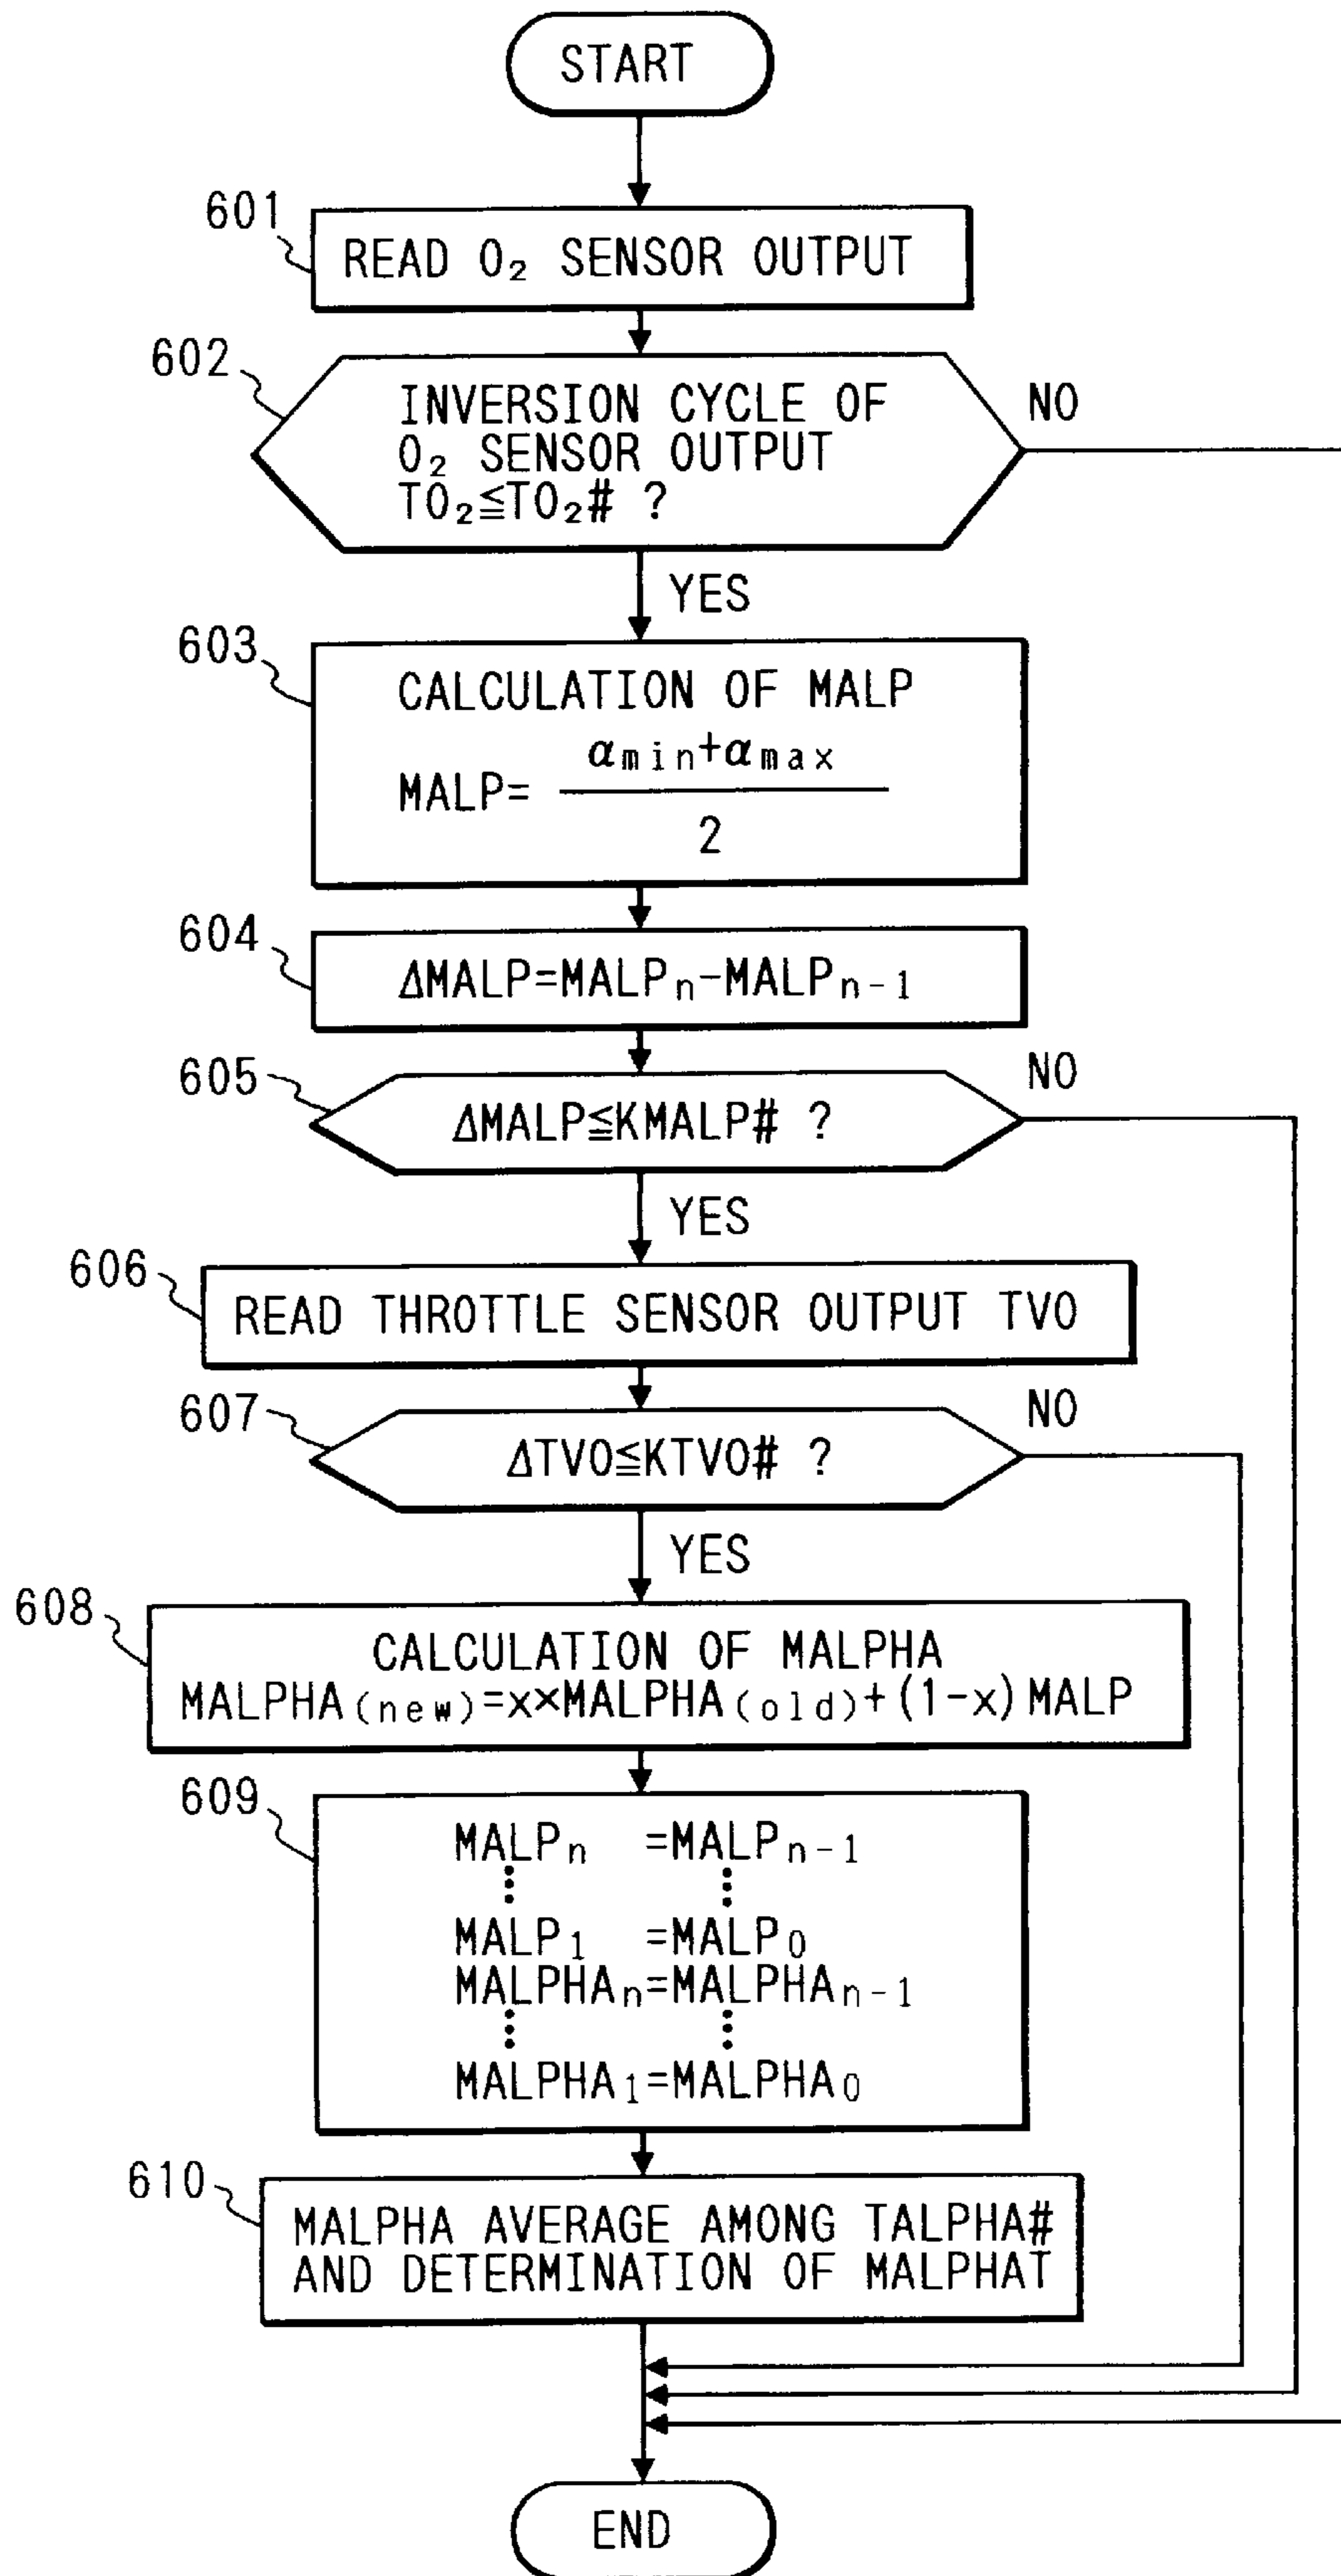 START
601
READ O₂ SENSOR OUTPUT
602
INVERSION CYCLE OF
O₂ SENSOR OUTPUT
TO₂≦TO₂# ?
NO
YES
603
CALCULATION OF MALP
αmin+αmax
MALP=
2
604
ΔMALP=MALPn-MALPn-1
605
ΔMALP≦KMALP# ?
NO
YES
606
READ THROTTLE SENSOR OUTPUT TVO
607
ΔTVO≦KTVO# ?
NO
YES
608
CALCULATION OF MALPHA
MALPHA(new)=x×MALPHA(old)+(1-x)MALP
609
MALPn =MALPn-1
⋮ ⋮
MALP₁ =MALP₀
MALPHAn=MALPHAn-1
⋮ ⋮
MALPHA₁=MALPHA₀
610
MALPHA AVERAGE AMONG TALPHA#
AND DETERMINATION OF MALPHAT
END